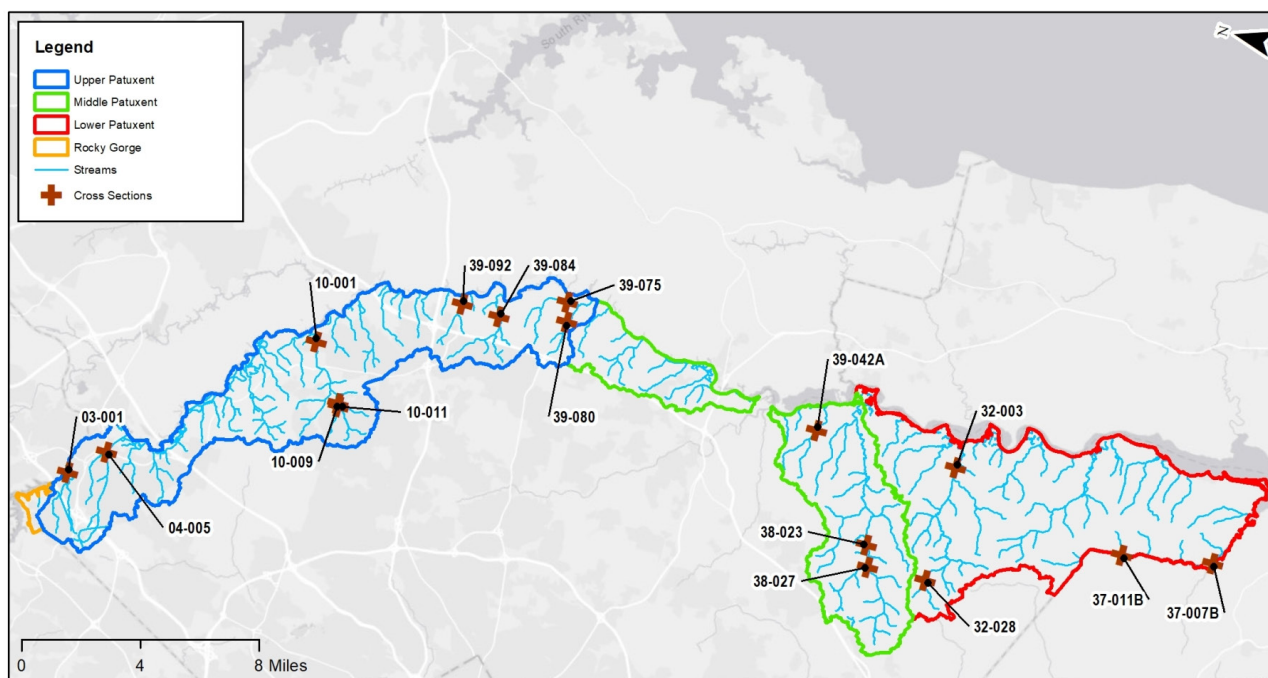 Legend
Upper Patuxent
Middle Patuxent
Lower Patuxent
Rocky Gorge
Streams
Cross Sections
South Riv
N
39-092
39-084
39-075
10-001
39-042A
03-001
10-011
39-080
32-003
10-009
04-005
38-023
38-027
37-011B
37-007B
32-028
0 4 8 Miles